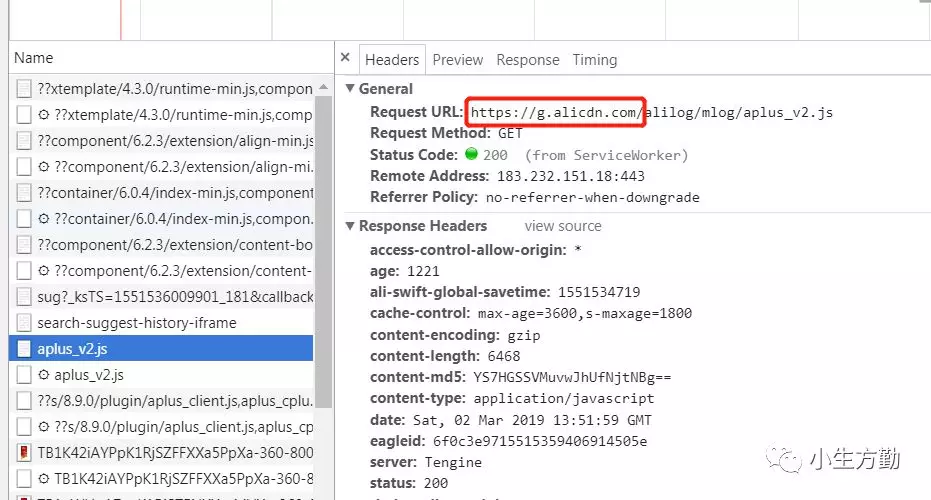 Name
??xtemplate/4.3.0/runtime-min.js,compon
??xtemplate/4.3.0/runtime-min.js,comp
??component/6.2.3/extension/align-min.js
??component/6.2.3/extension/align-mi.
??container/6.0.4/index-min.js,component
??container/6.0.4/index-min.js,compon.
??component/6.2.3/extension/content-bo
??component/6.2.3/extension/content-
sug?_ksTS=1551536009901_181&callback
search-suggest-history-iframe
aplus_v2.js
aplus_v2.js
??s/8.9.0/plugin/aplus_client.js,aplus_cplu.
??s/8.9.0/plugin/aplus_client.js,aplus_cp
TB1K42iAYPpK1RjSZFFXXa5PpXa-360-800
TB1K42iAYPpK1RjSZFFXXa5PpXa-360-
× Headers Preview Response Timing
▼ General
Request URL: https://g.alicdn.com/alilog/mlog/aplus_v2.js
Request Method: GET
Status Code: 200 (from ServiceWorker)
Remote Address: 183.232.151.18:443
Referrer Policy: no-referrer-when-downgrade
▼ Response Headers view source
access-control-allow-origin: *
age: 1221
ali-swift-global-savetime: 1551534719
cache-control: max-age=3600,s-maxage=1800
content-encoding: gzip
content-length: 6468
content-md5: YS7HGSSVMuvwJhUfNjtNBg==
content-type: application/javascript
date: Sat, 02 Mar 2019 13:51:59 GMT
eagleid: 6f0c3e9715515359406914505e
server: Tengine
status: 200
小生方勤